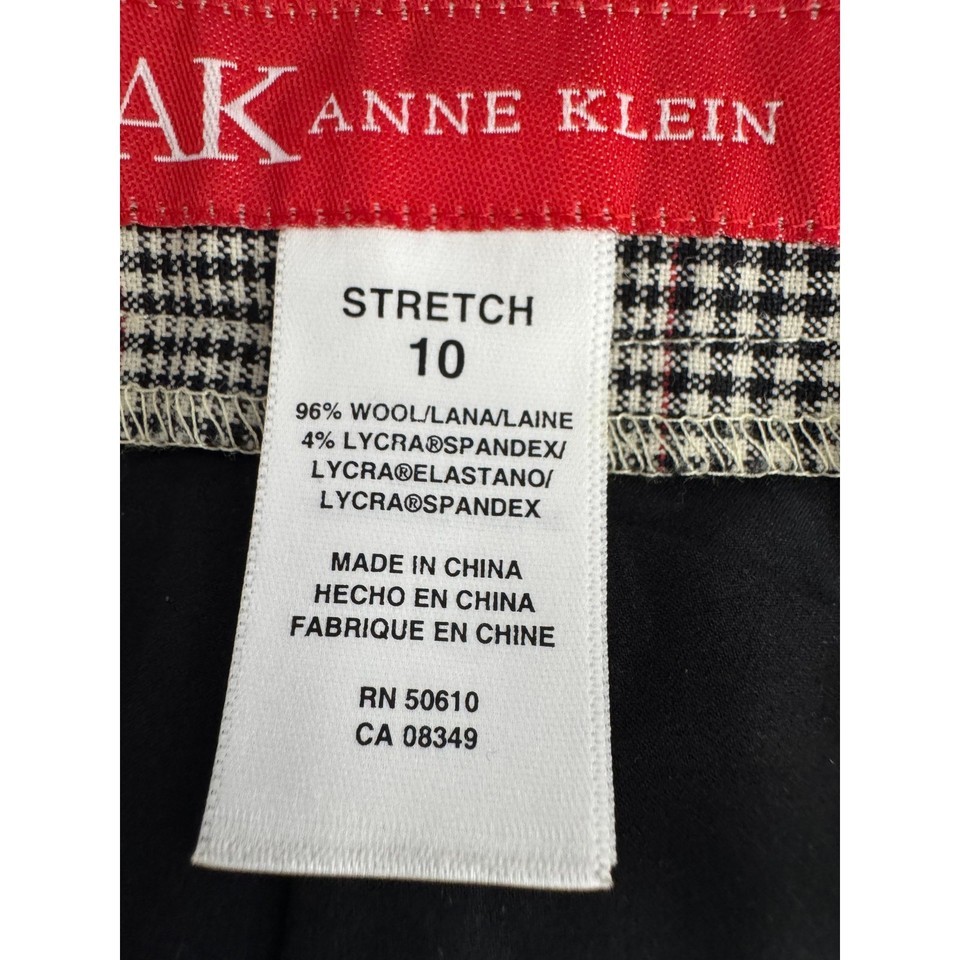 AK ANNE KLEIN
STRETCH
10
96% WOOL/LANA/LAINE
4% LYCRA®SPANDEX/
LYCRA®ELASTANO/
LYCRA®SPANDEX
MADE IN CHINA
HECHO EN CHINA
FABRIQUE EN CHINE
RN 50610
CA 08349